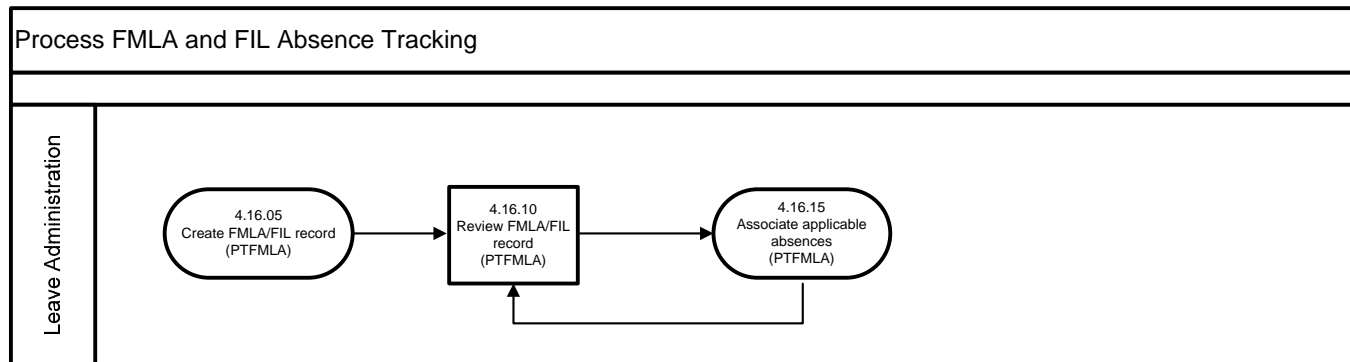 Process FMLA and FIL Absence Tracking
Leave Administration
4.16.05
Create FMLA/FIL record
(PTFMLA)
4.16.10
Review FMLA/FIL
record
(PTFMLA)
4.16.15
Associate applicable
absences
(PTFMLA)